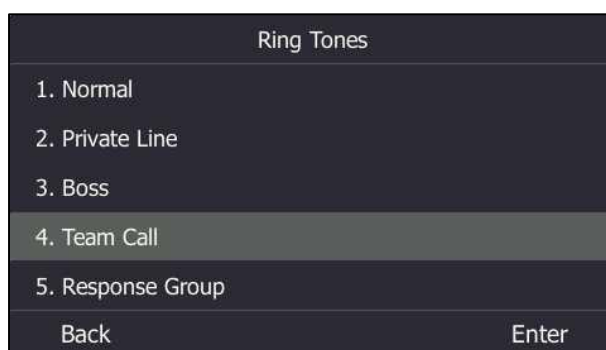 Ring Tones
1. Normal
2. Private Line
3. Boss
4. Team Call
5. Response Group
Back Enter